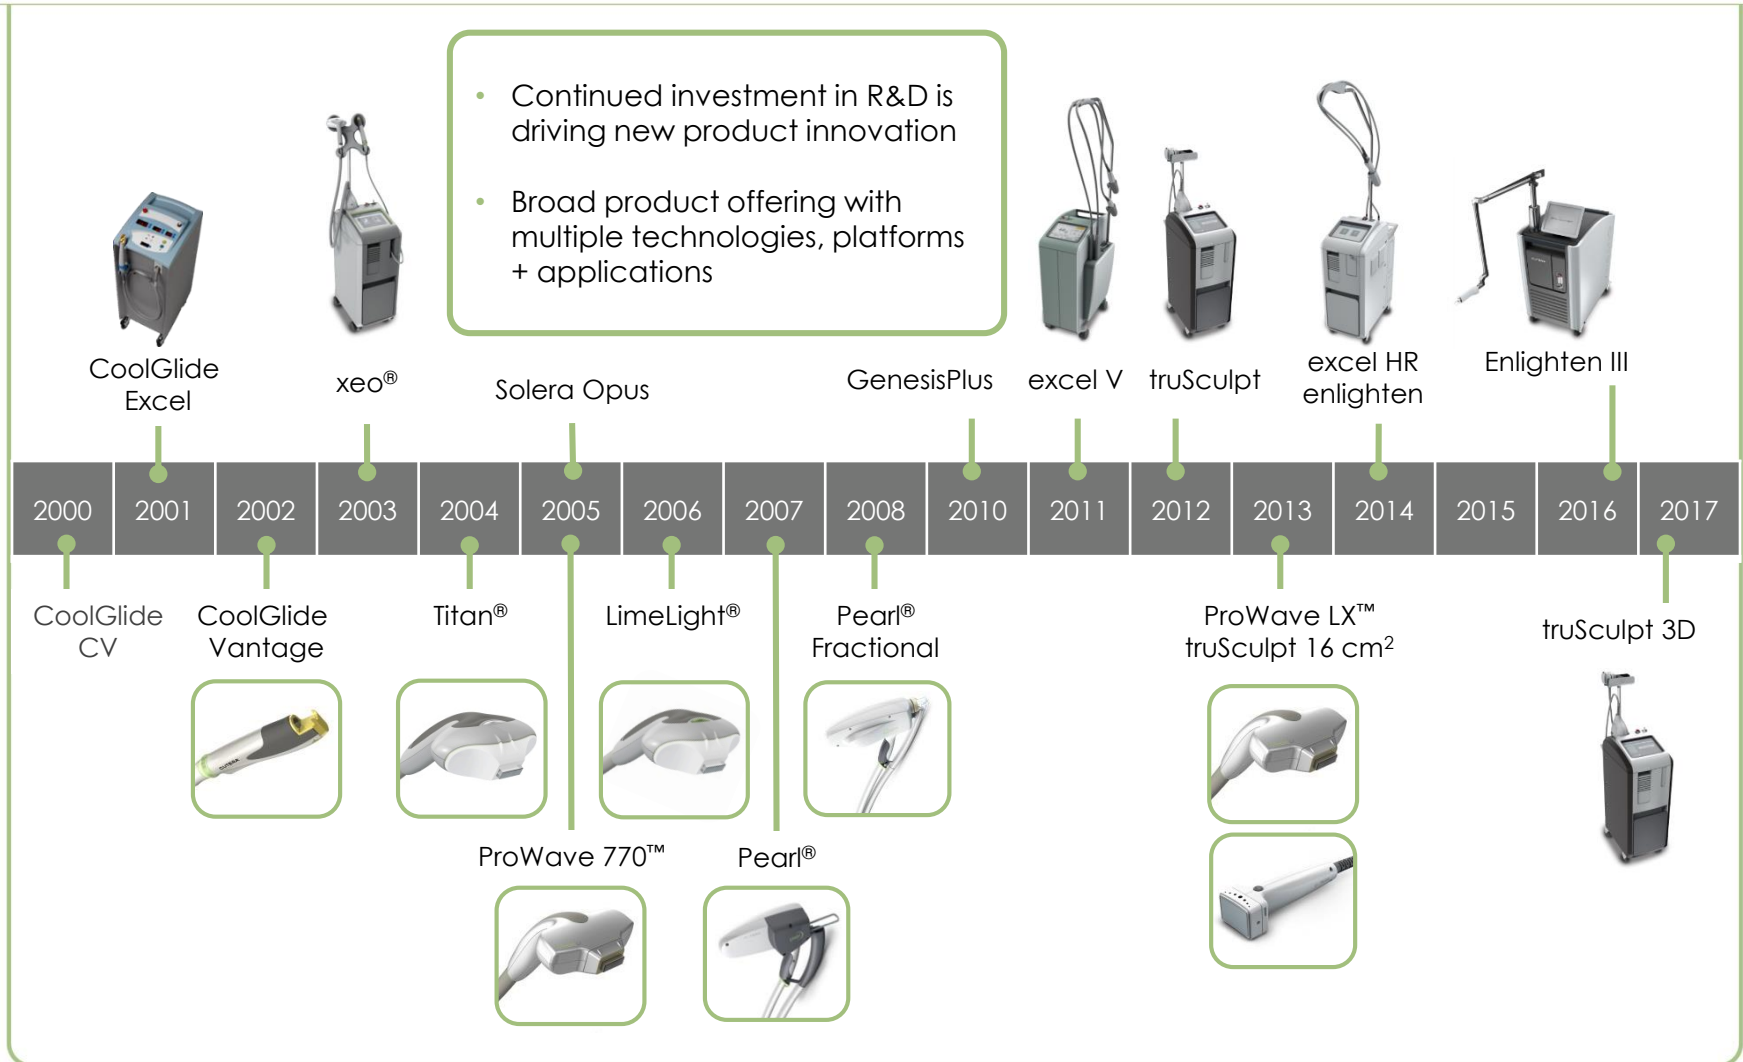 • Continued investment in R&D is
driving new product innovation
• Broad product offering with
multiple technologies, platforms
+ applications
CoolGlide
Excel
xeo®
Solera Opus
GenesisPlus
excel V
truSculpt
excel HR
enlighten
Enlighten III
2000 2001 2002 2003 2004 2005 2006 2007 2008 2010 2011 2012 2013 2014 2015 2016 2017
CoolGlide
CV
CoolGlide
Vantage
Titan®
LimeLight®
Pearl®
Fractional
ProWave LX™
truSculpt 16 cm²
truSculpt 3D
ProWave 770™
Pearl®
CUTERA